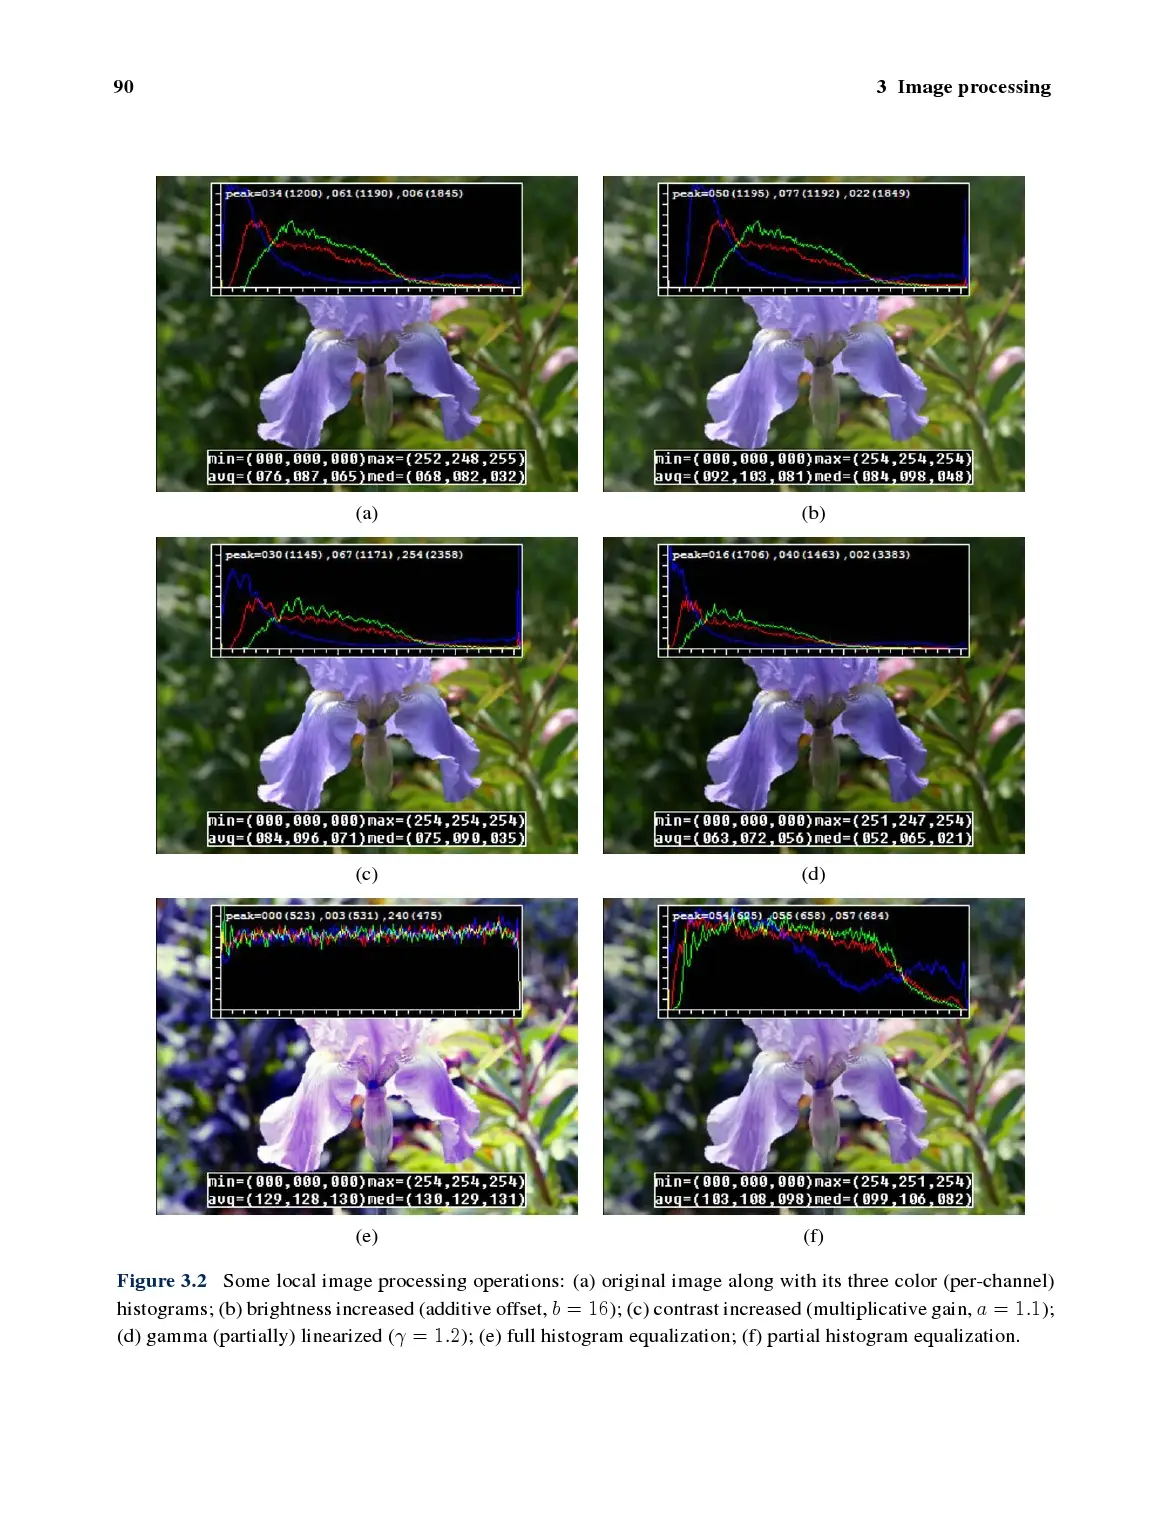 90
3 Image processing
peak=034(1200),061(1190),006(1845)
min=(000,000,000)max=(252,248,255)
avg=(076,087,065)med=(068,082,032)
(a)
peak=050(1195),077(1192),022(1849)
min=(000,000,000)max=(254,254,254)
avg=(092,103,081)med=(084,098,048)
(b)
peak=030(1145),067(1171),254(2358)
min=(000,000,000)max=(254,254,254)
avg=(084,096,071)med=(075,090,035)
(c)
peak=016(1706),040(1463),002(3383)
min=(000,000,000)max=(251,247,254)
avg=(063,072,056)med=(052,065,021)
(d)
peak=000(523),003(531),240(475)
min=(000,000,000)max=(254,254,254)
avg=(129,128,130)med=(130,129,131)
(e)
peak=054(605),055(658),057(684)
min=(000,000,000)max=(254,251,254)
avg=(103,108,098)med=(099,106,082)
(f)
Figure 3.2 Some local image processing operations: (a) original image along with its three color (per-channel)
histograms; (b) brightness increased (additive offset, b = 16); (c) contrast increased (multiplicative gain, a = 1.1);
(d) gamma (partially) linearized (γ = 1.2); (e) full histogram equalization; (f) partial histogram equalization.